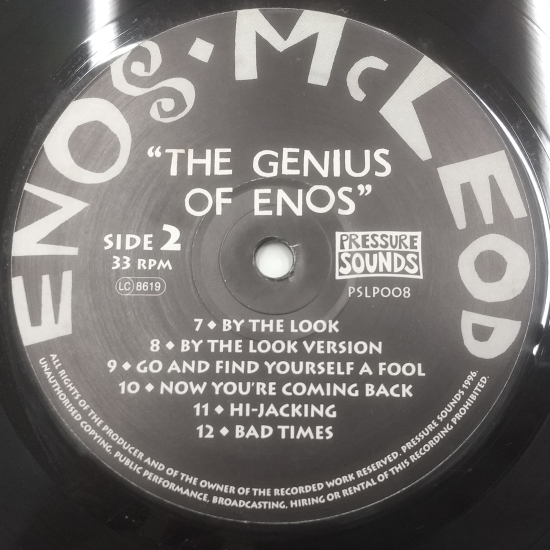 ENOS • McLEOD
“THE GENIUS
OF ENOS”
SIDE 2
33 RPM
LC 8619
PRESSURE
SOUNDS
PSLP008
7 ♦ BY THE LOOK
8 ♦ BY THE LOOK VERSION
9 ♦ GO AND FIND YOURSELF A FOOL
10 ♦ NOW YOU'RE COMING BACK
11 ♦ HI-JACKING
12 ♦ BAD TIMES
ALL RIGHTS OF THE PRODUCER AND OF THE OWNER OF THE RECORDED WORK RESERVED. PRESSURE SOUNDS 1996.
UNAUTHORISED COPYING, PUBLIC PERFORMANCE, BROADCASTING, HIRING OR RENTAL OF THIS RECORDING PROHIBITED.